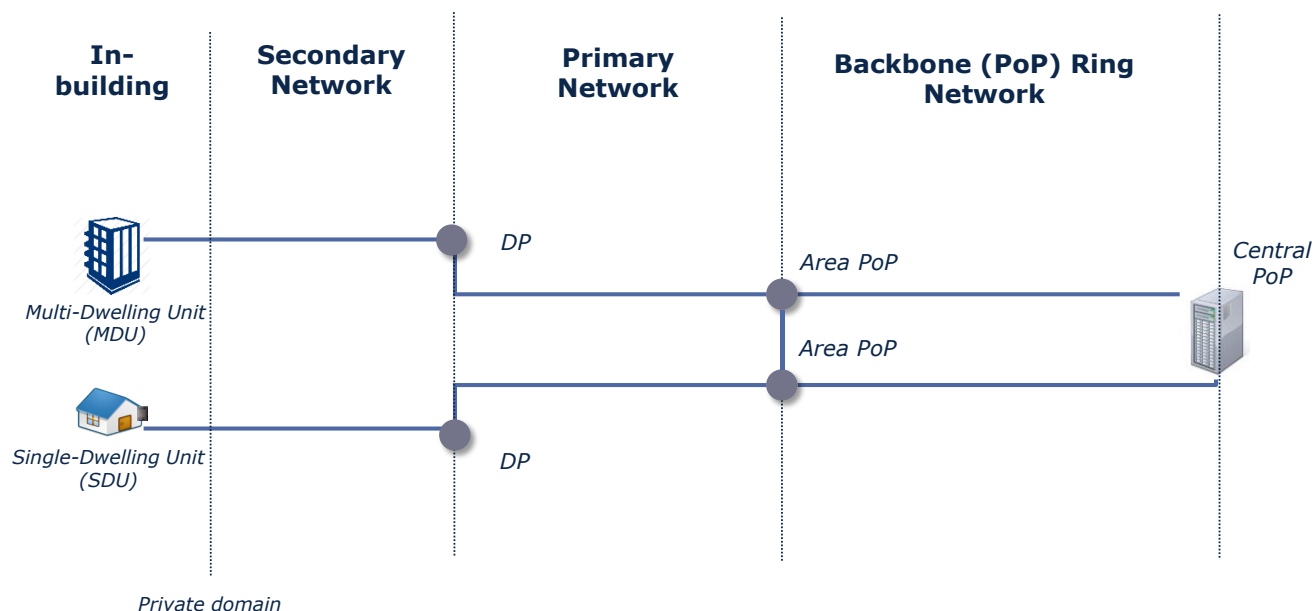 In-
building
Secondary
Network
Primary
Network
Backbone (PoP) Ring
Network
DP
Area PoP
Central
PoP
Multi-Dwelling Unit
(MDU)
Area PoP
Single-Dwelling Unit
(SDU)
DP
Private domain